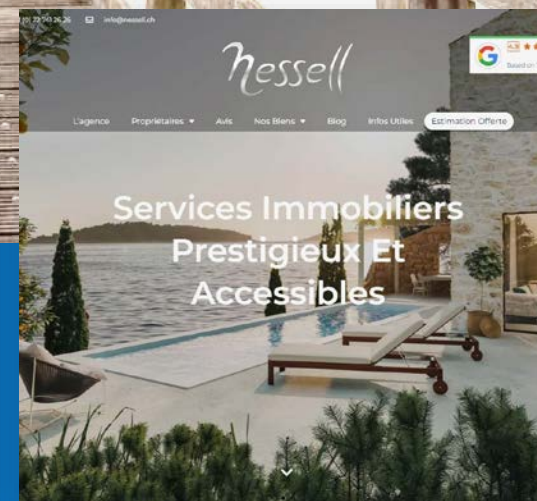 info@nessell.ch
nessell
L'agence Propriétaires Avis Nos Biens Blog Infos Utiles Estimation Offerte
Services Immobiliers
Prestigieux Et
Accessibles